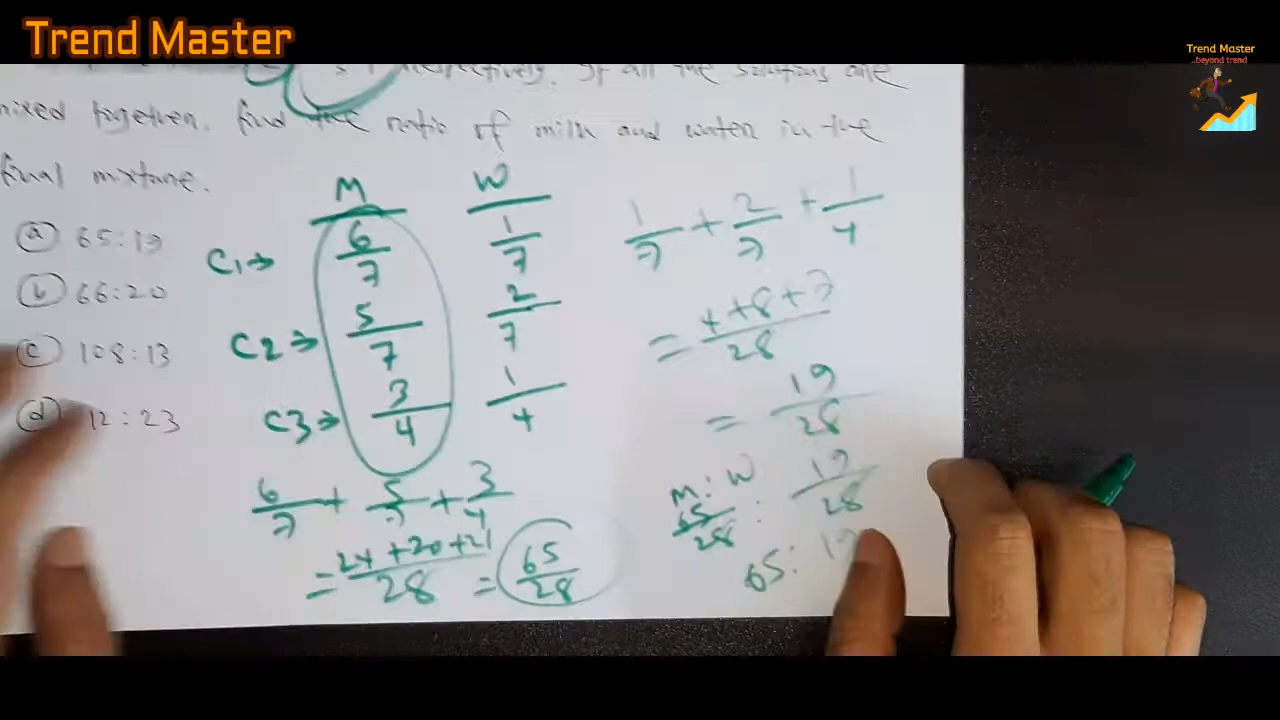 Trend Master
Trend Master
..beyond trend
respectively. If all the solutions are
mixed together. find the ratio of milk and water in the
final mixtane.
(a) 65:19
(b) 66:20
(c) 108:13
(d) 12:23
M W
C1→ 6/7 1/7
C2→ 5/7 2/7
C3→ 3/4 1/4
6/7 + 5/7 + 3/4
= 24+20+21/28 = 65/28
1/7 + 2/7 + 1/4
= 4+8+7/28
= 19/28
M : W
65/28 : 19/28
65 : 19